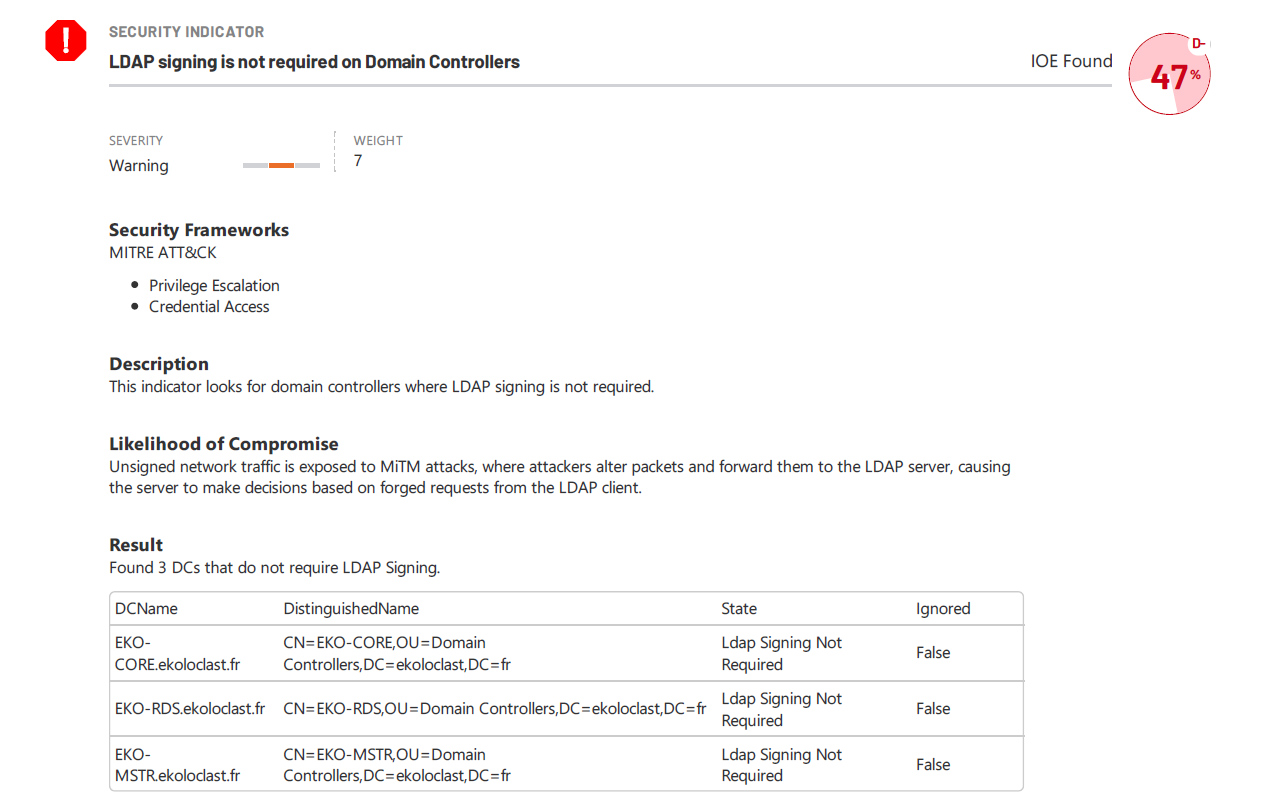 SECURITY INDICATOR
LDAP signing is not required on Domain Controllers
IOE Found
D-
47%
SEVERITY
Warning
WEIGHT
7
Security Frameworks
MITRE ATT&CK
Privilege Escalation
Credential Access
Description
This indicator looks for domain controllers where LDAP signing is not required.
Likelihood of Compromise
Unsigned network traffic is exposed to MiTM attacks, where attackers alter packets and forward them to the LDAP server, causing
the server to make decisions based on forged requests from the LDAP client.
Result
Found 3 DCs that do not require LDAP Signing.
DCName DistinguishedName State Ignored
EKO-
CORE.ekoloclast.fr
CN=EKO-CORE,OU=Domain
Controllers,DC=ekoloclast,DC=fr
Ldap Signing Not
Required
False
EKO-RDS.ekoloclast.fr
CN=EKO-RDS,OU=Domain Controllers,DC=ekoloclast,DC=fr
Ldap Signing Not
Required
False
EKO-
MSTR.ekoloclast.fr
CN=EKO-MSTR,OU=Domain
Controllers,DC=ekoloclast,DC=fr
Ldap Signing Not
Required
False